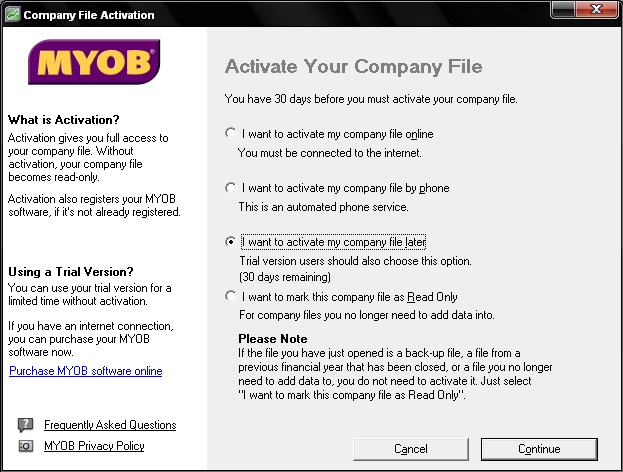 Company File Activation
MYOB
What is Activation?
Activation gives you full access to
your company file. Without
activation, your company file
becomes read-only.
Activation also registers your MYOB
software, if it's not already registered.
Using a Trial Version?
You can use your trial version for a
limited time without activation.
If you have an internet connection,
you can purchase your MYOB
software now.
Purchase MYOB software online
Frequently Asked Questions
MYOB Privacy Policy
Activate Your Company File
You have 30 days before you must activate your company file.
I want to activate my company file online
You must be connected to the internet.
I want to activate my company file by phone
This is an automated phone service.
I want to activate my company file later
Trial version users should also choose this option.
(30 days remaining)
I want to mark this company file as Read Only
For company files you no longer need to add data into.
Please Note
If the file you have just opened is a back-up file, a file from a
previous financial year that has been closed, or a file you no longer
need to add data to, you do not need to activate it. Just select
"I want to mark this company file as Read Only".
Cancel
Continue